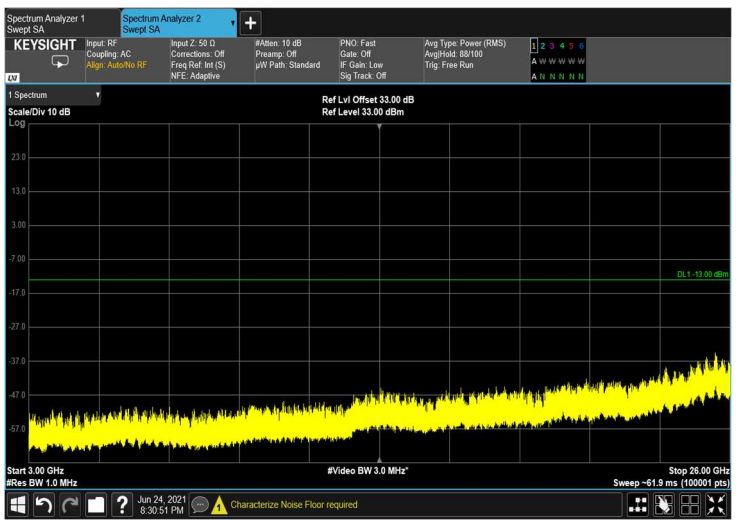 Spectrum Analyzer 1
Swept SA
Spectrum Analyzer 2
Swept SA
+
KEYSIGHT
LXI
Input: RF
Coupling: AC
Align: Auto/No RF
Input Z: 50 Ω
Corrections: Off
Freq Ref: Int (S)
NFE: Adaptive
#Atten: 10 dB
Preamp: Off
µW Path: Standard
PNO: Fast
Gate: Off
IF Gain: Low
Sig Track: Off
Avg Type: Power (RMS)
Avg|Hold: 88/100
Trig: Free Run
1 2 3 4 5 6
A W W W W W
A N N N N N
1 Spectrum
Scale/Div 10 dB
Log
Ref Lvl Offset 33.00 dB
Ref Level 33.00 dBm
23.0
13.0
3.00
-7.00
DL1 -13.00 dBm
-17.0
-27.0
-37.0
-47.0
-57.0
Start 3.00 GHz
#Res BW 1.0 MHz
#Video BW 3.0 MHz*
Stop 26.00 GHz
Sweep ~61.9 ms (100001 pts)
?
Jun 24, 2021
8:30:51 PM
1
Characterize Noise Floor required